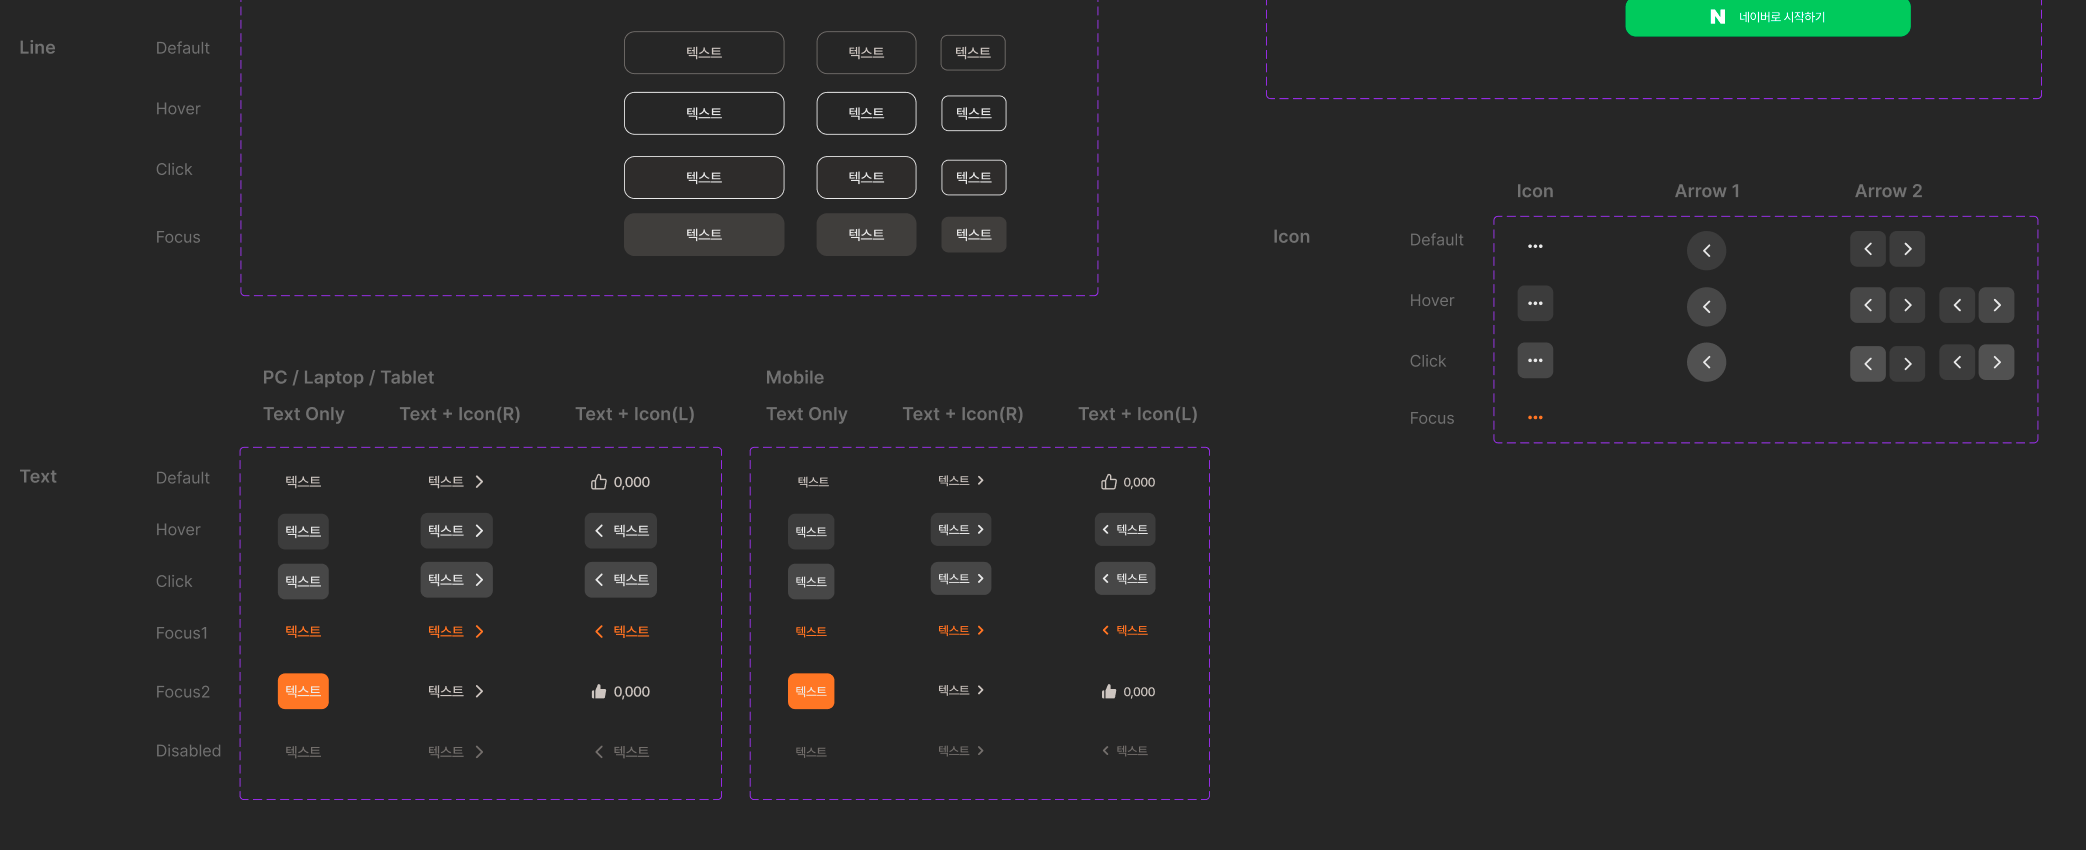 네이버로 시작하기
Line
Default 텍스트 텍스트 텍스트
Hover 텍스트 텍스트 텍스트
Click 텍스트 텍스트 텍스트
Focus 텍스트 텍스트 텍스트
Icon Arrow 1 Arrow 2
Icon
Default
Hover
Click
Focus
PC / Laptop / Tablet Mobile
Text Only Text + Icon(R) Text + Icon(L) Text Only Text + Icon(R) Text + Icon(L)
Text
Default 텍스트 텍스트 0,000 텍스트 텍스트 0,000
Hover 텍스트 텍스트 텍스트 텍스트 텍스트 텍스트
Click 텍스트 텍스트 텍스트 텍스트 텍스트 텍스트
Focus1 텍스트 텍스트 텍스트 텍스트 텍스트 텍스트
Focus2 텍스트 텍스트 0,000 텍스트 텍스트 0,000
Disabled 텍스트 텍스트 텍스트 텍스트 텍스트 텍스트